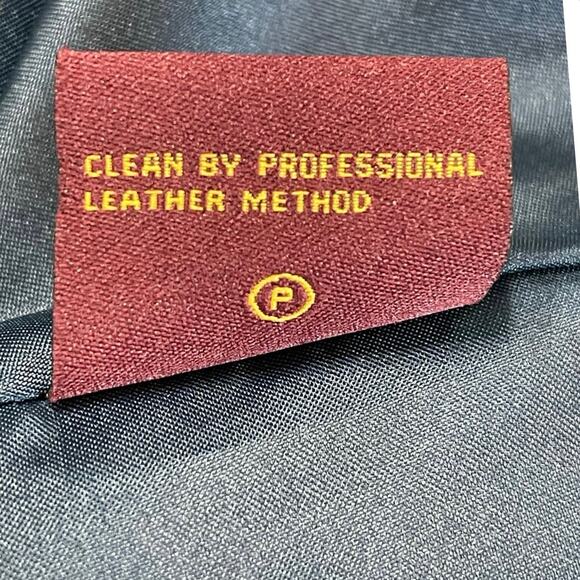 CLEAN BY PROFESSIONAL
LEATHER METHOD
P